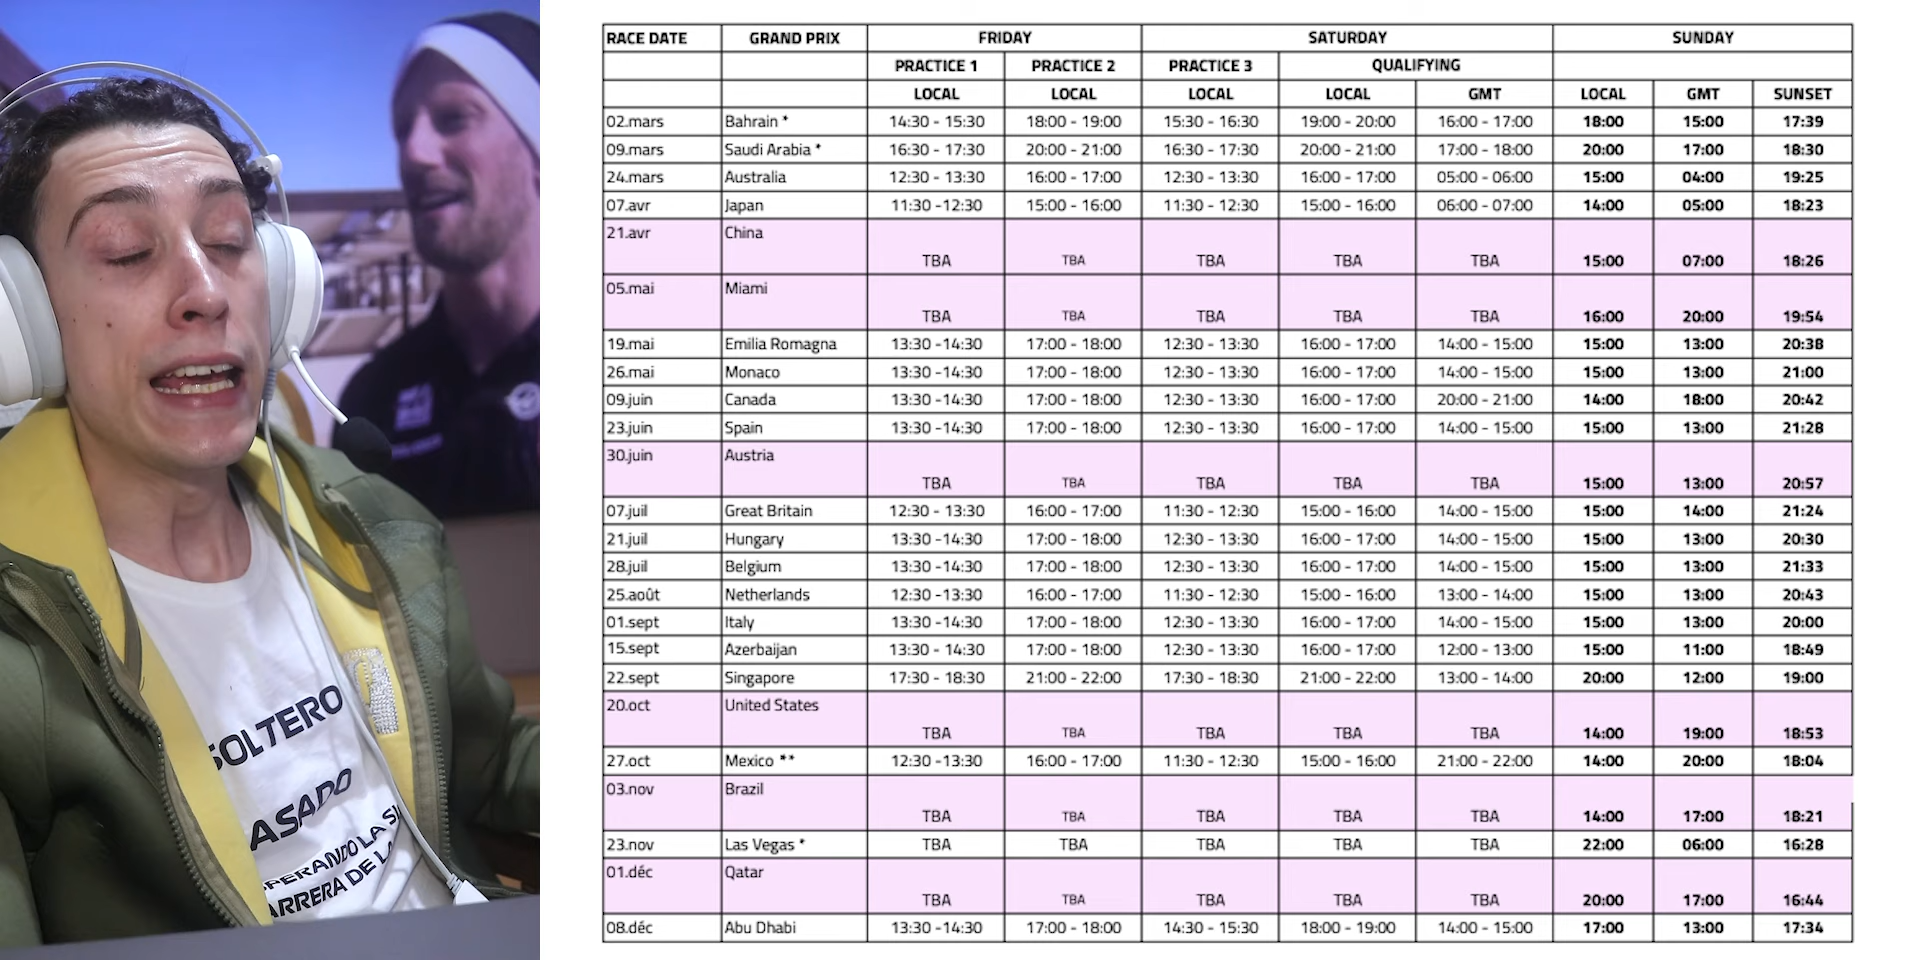 SOLTERO
ASADO
PERANDO LA
ARRERA DE L
RACE DATE GRAND PRIX FRIDAY SATURDAY SUNDAY
PRACTICE 1 PRACTICE 2 PRACTICE 3 QUALIFYING
LOCAL LOCAL LOCAL LOCAL GMT LOCAL GMT SUNSET
02.mars Bahrain * 14:30 - 15:30 18:00 - 19:00 15:30 - 16:30 19:00 - 20:00 16:00 - 17:00 18:00 15:00 17:39
09.mars Saudi Arabia * 16:30 - 17:30 20:00 - 21:00 16:30 - 17:30 20:00 - 21:00 17:00 - 18:00 20:00 17:00 18:30
24.mars Australia 12:30 - 13:30 16:00 - 17:00 12:30 - 13:30 16:00 - 17:00 05:00 - 06:00 15:00 04:00 19:25
07.avr Japan 11:30 -12:30 15:00 - 16:00 11:30 - 12:30 15:00 - 16:00 06:00 - 07:00 14:00 05:00 18:23
21.avr China TBA TBA TBA TBA TBA 15:00 07:00 18:26
05.mai Miami TBA TBA TBA TBA TBA 16:00 20:00 19:54
19.mai Emilia Romagna 13:30 -14:30 17:00 - 18:00 12:30 - 13:30 16:00 - 17:00 14:00 - 15:00 15:00 13:00 20:38
26.mai Monaco 13:30 -14:30 17:00 - 18:00 12:30 - 13:30 16:00 - 17:00 14:00 - 15:00 15:00 13:00 21:00
09.juin Canada 13:30 -14:30 17:00 - 18:00 12:30 - 13:30 16:00 - 17:00 20:00 - 21:00 14:00 18:00 20:42
23.juin Spain 13:30 -14:30 17:00 - 18:00 12:30 - 13:30 16:00 - 17:00 14:00 - 15:00 15:00 13:00 21:28
30.juin Austria TBA TBA TBA TBA TBA 15:00 13:00 20:57
07.juil Great Britain 12:30 - 13:30 16:00 - 17:00 11:30 - 12:30 15:00 - 16:00 14:00 - 15:00 15:00 14:00 21:24
21.juil Hungary 13:30 -14:30 17:00 - 18:00 12:30 - 13:30 16:00 - 17:00 14:00 - 15:00 15:00 13:00 20:30
28.juil Belgium 13:30 -14:30 17:00 - 18:00 12:30 - 13:30 16:00 - 17:00 14:00 - 15:00 15:00 13:00 21:33
25.août Netherlands 12:30 -13:30 16:00 - 17:00 11:30 - 12:30 15:00 - 16:00 13:00 - 14:00 15:00 13:00 20:43
01.sept Italy 13:30 -14:30 17:00 - 18:00 12:30 - 13:30 16:00 - 17:00 14:00 - 15:00 15:00 13:00 20:00
15.sept Azerbaijan 13:30 - 14:30 17:00 - 18:00 12:30 - 13:30 16:00 - 17:00 12:00 - 13:00 15:00 11:00 18:49
22.sept Singapore 17:30 - 18:30 21:00 - 22:00 17:30 - 18:30 21:00 - 22:00 13:00 - 14:00 20:00 12:00 19:00
20.oct United States TBA TBA TBA TBA TBA 14:00 19:00 18:53
27.oct Mexico ** 12:30 -13:30 16:00 - 17:00 11:30 - 12:30 15:00 - 16:00 21:00 - 22:00 14:00 20:00 18:04
03.nov Brazil TBA TBA TBA TBA TBA 14:00 17:00 18:21
23.nov Las Vegas * TBA TBA TBA TBA TBA 22:00 06:00 16:28
01.déc Qatar TBA TBA TBA TBA TBA 20:00 17:00 16:44
08.déc Abu Dhabi 13:30 -14:30 17:00 - 18:00 14:30 - 15:30 18:00 - 19:00 14:00 - 15:00 17:00 13:00 17:34